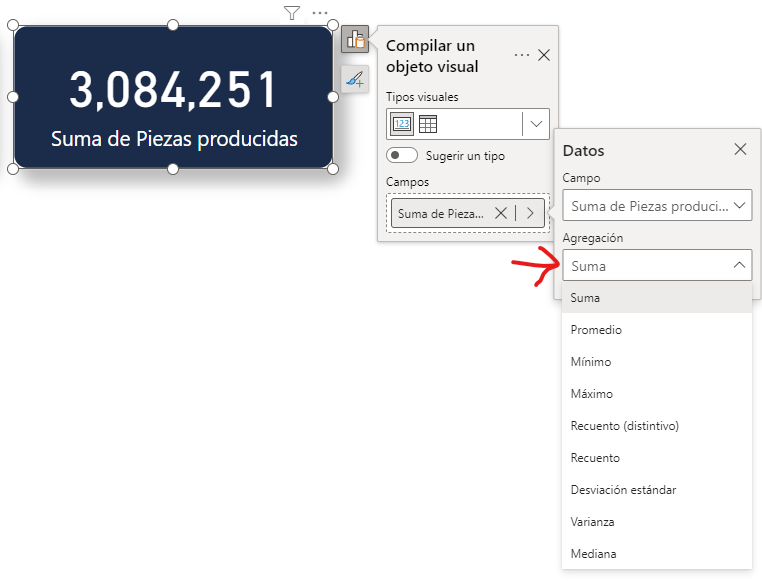 3,084,251
Suma de Piezas producidas
Compilar un
objeto visual
Tipos visuales
123
Sugerir un tipo
Campos
Suma de Pieza...
Datos
Campo
Suma de Piezas produci...
Agregación
Suma
Suma
Promedio
Mínimo
Máximo
Recuento (distintivo)
Recuento
Desviación estándar
Varianza
Mediana